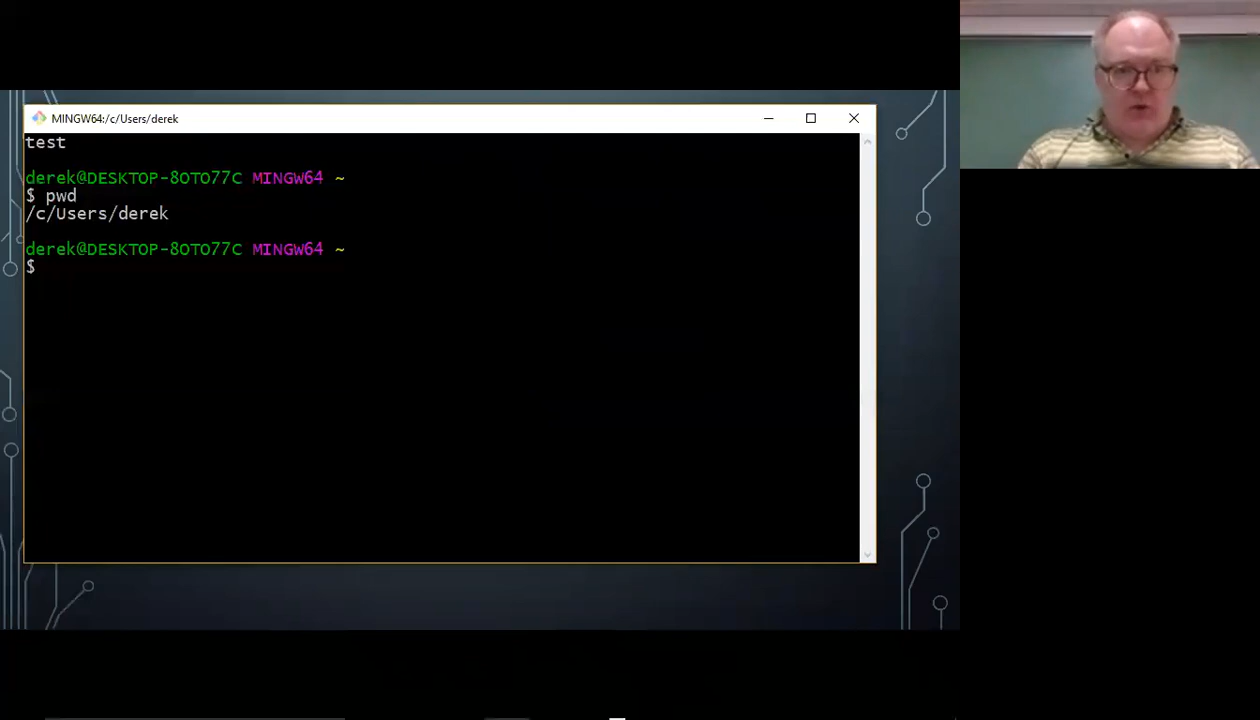 MINGW64:/c/Users/derek
test
derek@DESKTOP-8OTO77C MINGW64 ~
$ pwd
/c/Users/derek
derek@DESKTOP-8OTO77C MINGW64 ~
$